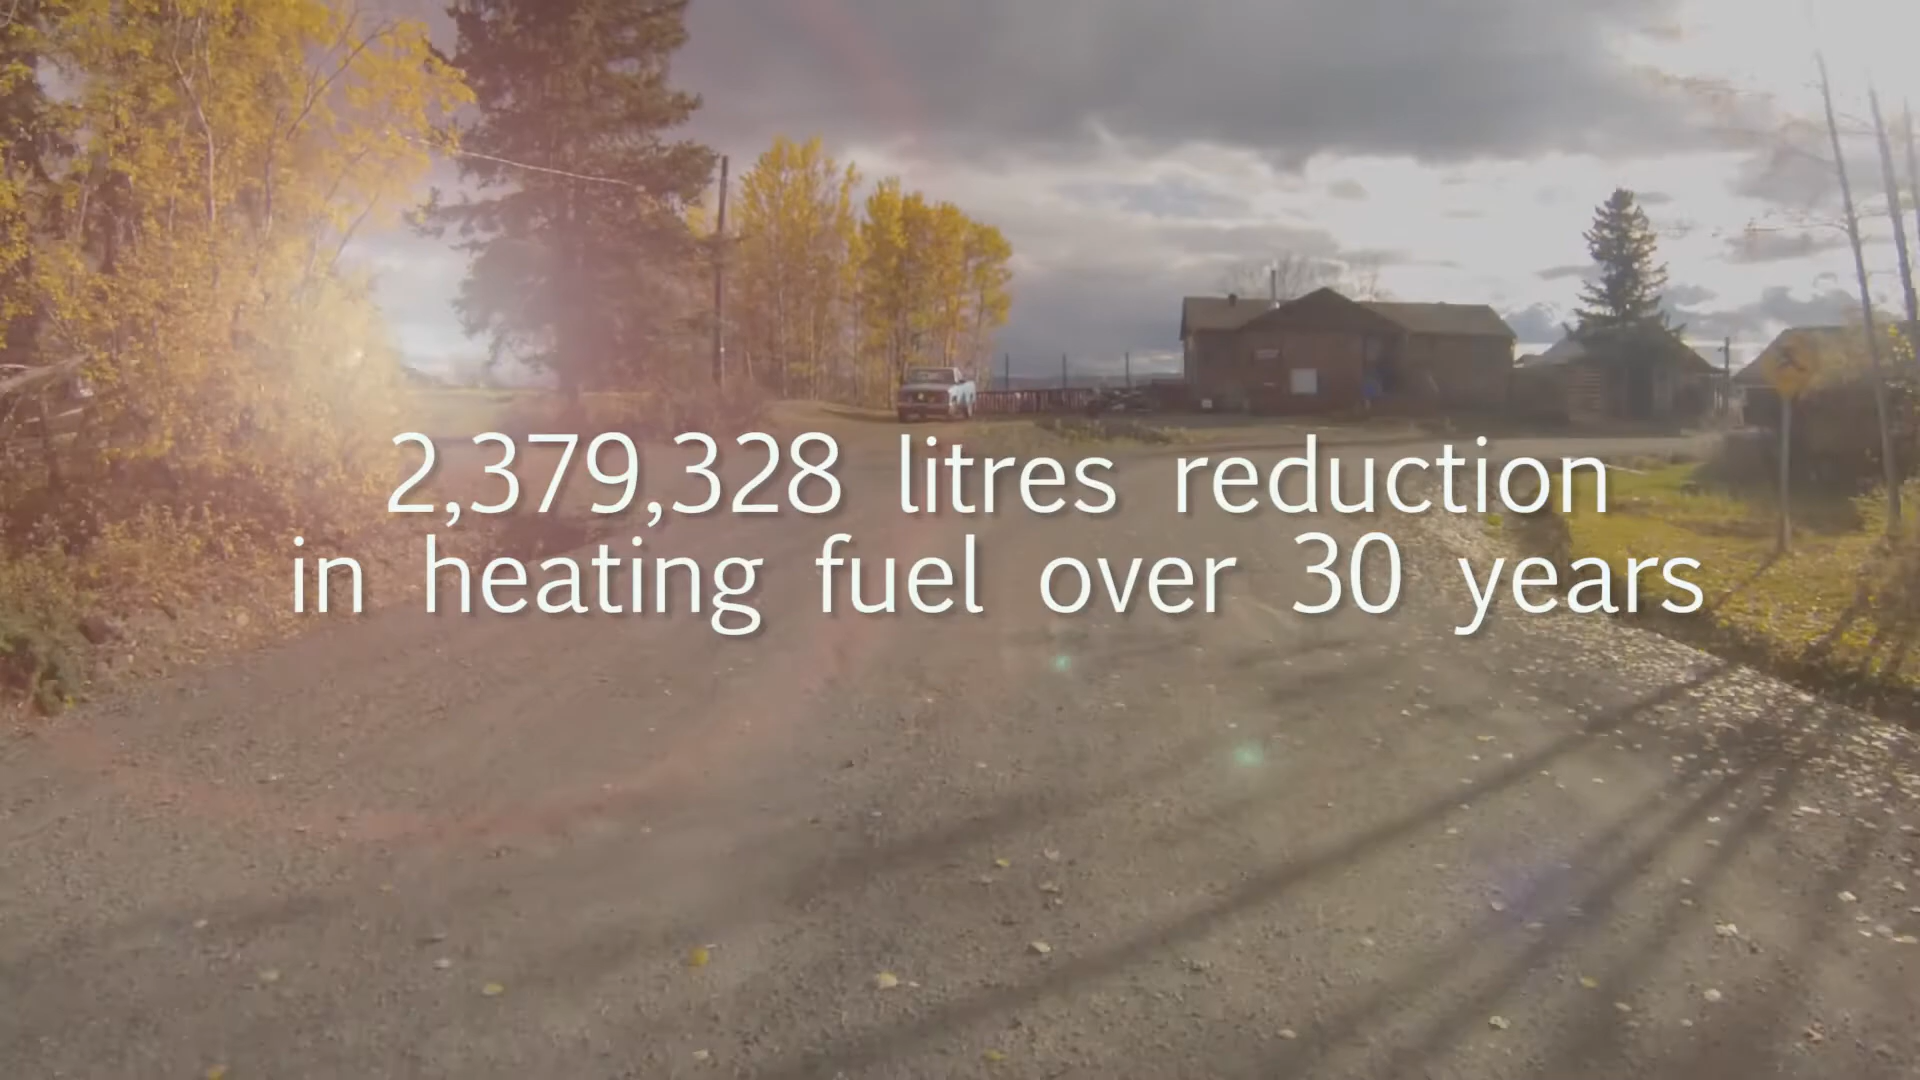 2,379,328 litres reduction
in heating fuel over 30 years